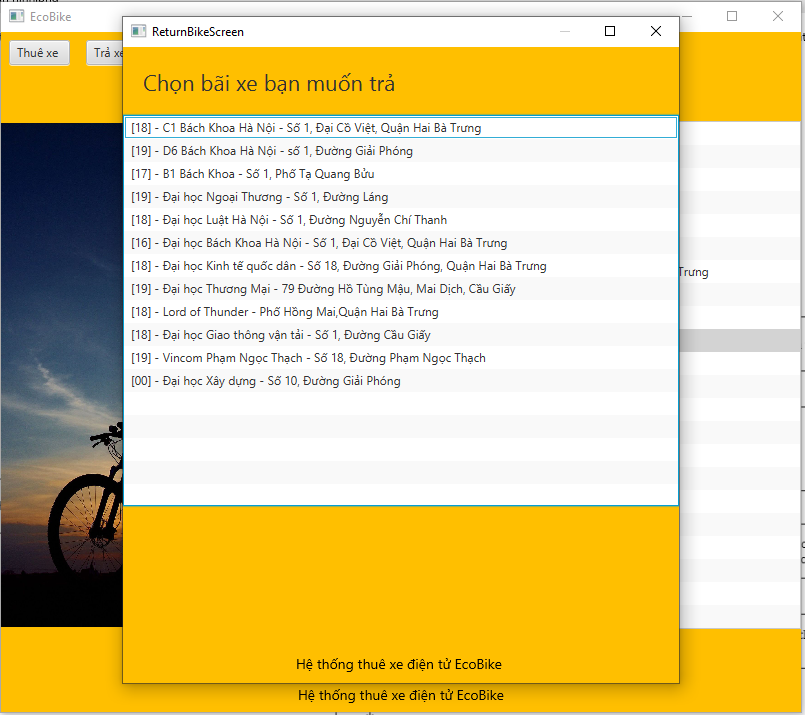 EcoBike
ReturnBikeScreen
Thuê xe
Trả xe
Chọn bãi xe bạn muốn trả
[18] - C1 Bách Khoa Hà Nội - Số 1, Đại Cồ Việt, Quận Hai Bà Trưng
[19] - D6 Bách Khoa Hà Nội - số 1, Đường Giải Phóng
[17] - B1 Bách Khoa - Số 1, Phố Tạ Quang Bửu
[19] - Đại học Ngoại Thương - Số 1, Đường Láng
[18] - Đại học Luật Hà Nội - Số 1, Đường Nguyễn Chí Thanh
[16] - Đại học Bách Khoa Hà Nội - Số 1, Đại Cồ Việt, Quận Hai Bà Trưng
[18] - Đại học Kinh tế quốc dân - Số 18, Đường Giải Phóng, Quận Hai Bà Trưng
Trưng
[19] - Đại học Thương Mại - 79 Đường Hồ Tùng Mậu, Mai Dịch, Cầu Giấy
[18] - Lord of Thunder - Phố Hồng Mai,Quận Hai Bà Trưng
[18] - Đại học Giao thông vận tải - Số 1, Đường Cầu Giấy
[19] - Vincom Phạm Ngọc Thạch - Số 18, Đường Phạm Ngọc Thạch
[00] - Đại học Xây dựng - Số 10, Đường Giải Phóng
Hệ thống thuê xe điện tử EcoBike
Hệ thống thuê xe điện tử EcoBike